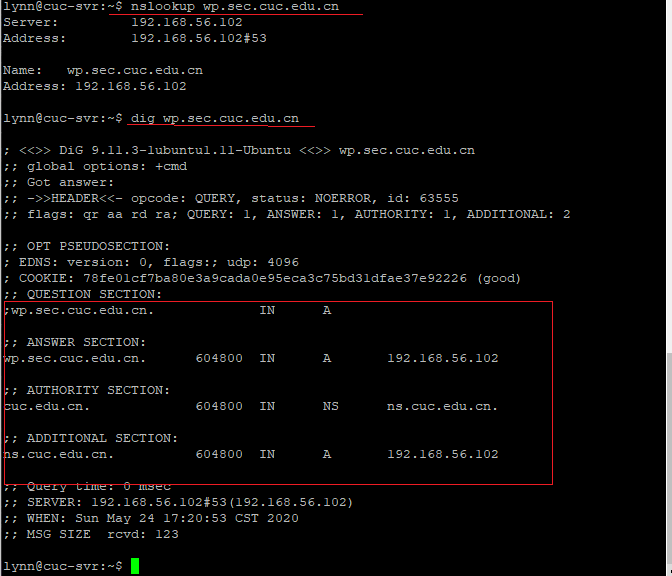 lynn@cuc-svr:~$ nslookup wp.sec.cuc.edu.cn
Server:         192.168.56.102
Address:        192.168.56.102#53

Name:   wp.sec.cuc.edu.cn
Address: 192.168.56.102

lynn@cuc-svr:~$ dig wp.sec.cuc.edu.cn

; <<>> DiG 9.11.3-1ubuntu1.11-Ubuntu <<>> wp.sec.cuc.edu.cn
;; global options: +cmd
;; Got answer:
;; ->>HEADER<<- opcode: QUERY, status: NOERROR, id: 63555
;; flags: qr aa rd ra; QUERY: 1, ANSWER: 1, AUTHORITY: 1, ADDITIONAL: 2

;; OPT PSEUDOSECTION:
; EDNS: version: 0, flags:; udp: 4096
; COOKIE: 78fe01cf7ba80e3a9cada0e95eca3c75bd31dfae37e92226 (good)
;; QUESTION SECTION:
;wp.sec.cuc.edu.cn.             IN      A

;; ANSWER SECTION:
wp.sec.cuc.edu.cn.      604800  IN      A       192.168.56.102

;; AUTHORITY SECTION:
cuc.edu.cn.             604800  IN      NS      ns.cuc.edu.cn.

;; ADDITIONAL SECTION:
ns.cuc.edu.cn.          604800  IN      A       192.168.56.102

;; Query time: 0 msec
;; SERVER: 192.168.56.102#53(192.168.56.102)
;; WHEN: Sun May 24 17:20:53 CST 2020
;; MSG SIZE  rcvd: 123

lynn@cuc-svr:~$